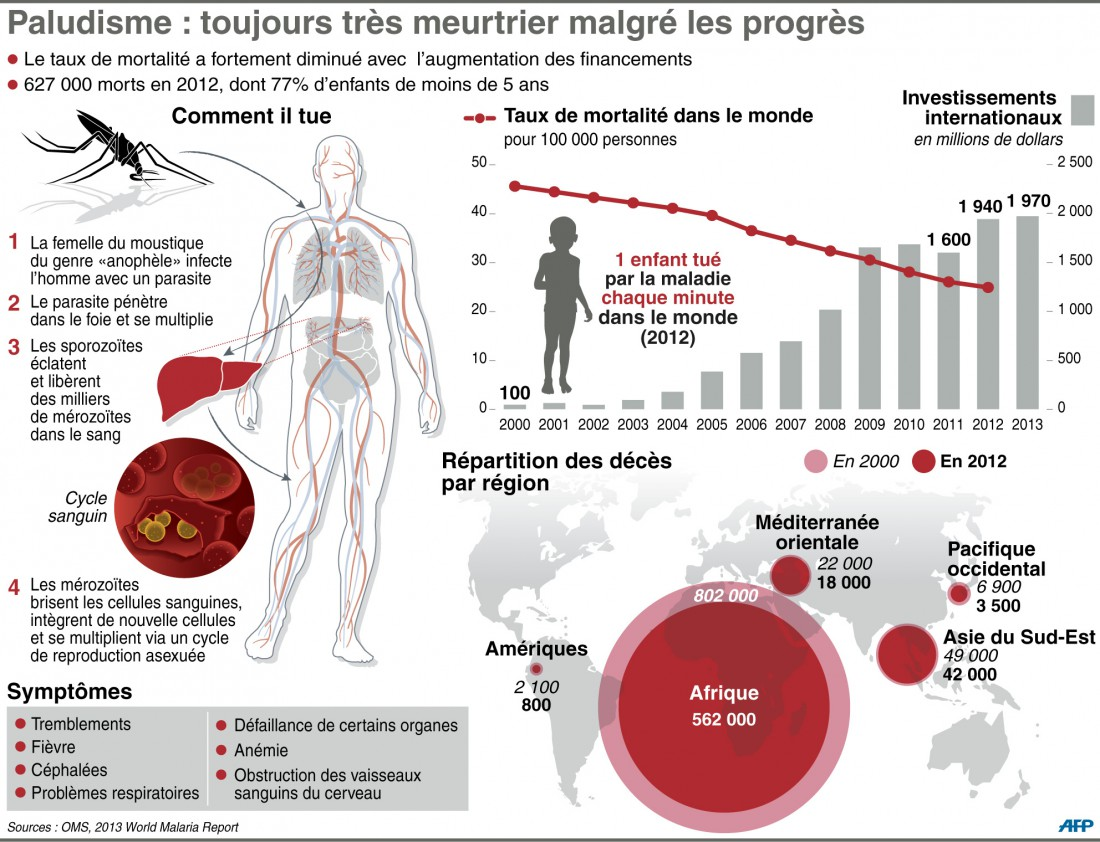 Paludisme : toujours très meurtrier malgré les progrès
Le taux de mortalité a fortement diminué avec l'augmentation des financements
627 000 morts en 2012, dont 77% d'enfants de moins de 5 ans
Comment il tue
1 La femelle du moustique
du genre «anophèle» infecte
l'homme avec un parasite
2 Le parasite pénètre
dans le foie et se multiplie
3 Les sporozoïtes
éclatent
et libèrent
des milliers
de mérozoïtes
dans le sang
Cycle
sanguin
4 Les mérozoïtes
brisent les cellules sanguines,
intègrent de nouvelle cellules
et se multiplient via un cycle
de reproduction asexuée
Symptômes
Tremblements
Fièvre
Céphalées
Problèmes respiratoires
Défaillance de certains organes
Anémie
Obstruction des vaisseaux
sanguins du cerveau
Taux de mortalité dans le monde
pour 100 000 personnes
Investissements
internationaux
en millions de dollars
50
40
30
20
10
0
2 500
2 000
1 500
1 000
500
0
100
1 600
1 940
1 970
1 enfant tué
par la maladie
chaque minute
dans le monde
(2012)
2000 2001 2002 2003 2004 2005 2006 2007 2008 2009 2010 2011 2012 2013
Répartition des décès
par région
En 2000
En 2012
Méditerranée
orientale
22 000
18 000
Pacifique
occidental
6 900
3 500
802 000
Afrique
562 000
Amériques
2 100
800
Asie du Sud-Est
49 000
42 000
Sources : OMS, 2013 World Malaria Report
AFP